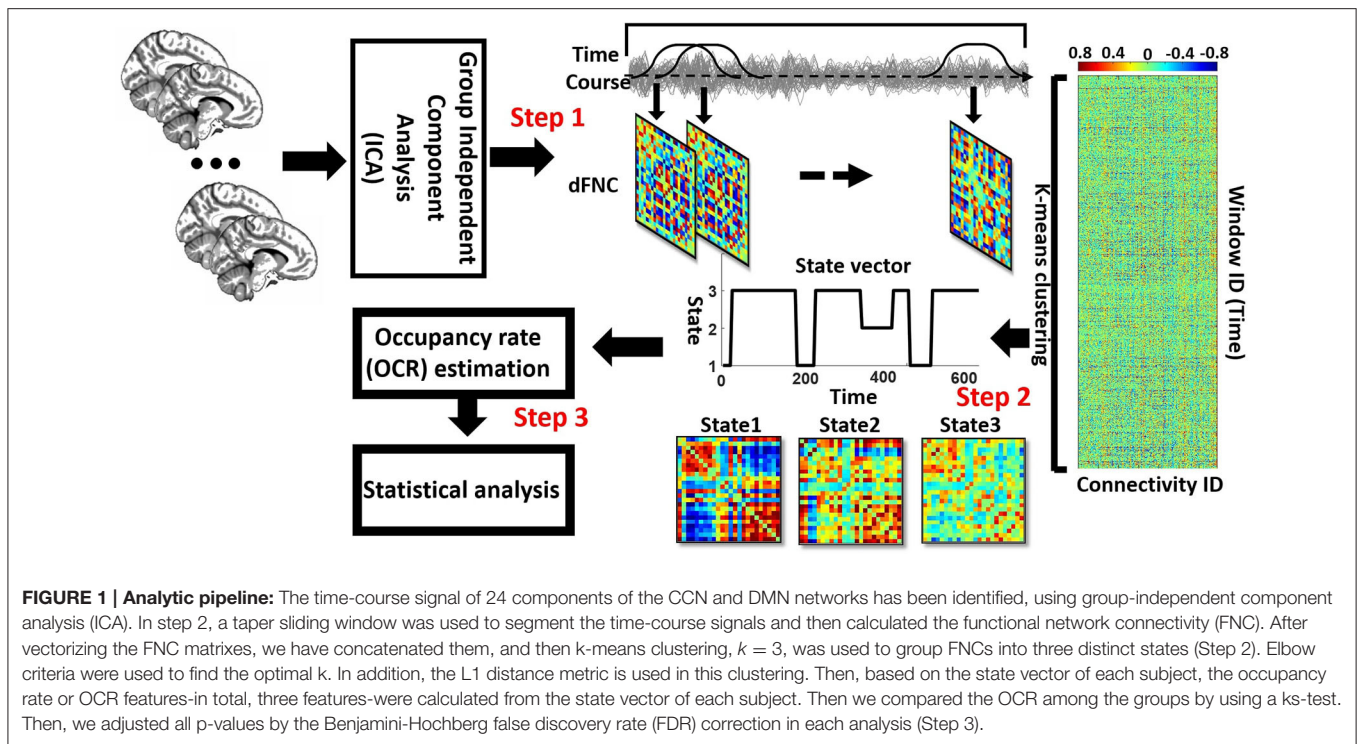 Group Independent
Component
Analysis
(ICA)
Step 1
Time
Course
dFNC
0.8 0.4 0 -0.4 -0.8
K-means clustering
Window ID (Time)
Connectivity ID
State vector
State
3
2
1
0 200 400 600
Time
Step 2
State1 State2 State3
Occupancy rate
(OCR) estimation
Step 3
Statistical analysis
FIGURE 1 | Analytic pipeline: The time-course signal of 24 components of the CCN and DMN networks has been identified, using group-independent component
analysis (ICA). In step 2, a taper sliding window was used to segment the time-course signals and then calculated the functional network connectivity (FNC). After
vectorizing the FNC matrixes, we have concatenated them, and then k-means clustering, k = 3, was used to group FNCs into three distinct states (Step 2). Elbow
criteria were used to find the optimal k. In addition, the L1 distance metric is used in this clustering. Then, based on the state vector of each subject, the occupancy
rate or OCR features-in total, three features-were calculated from the state vector of each subject. Then we compared the OCR among the groups by using a ks-test.
Then, we adjusted all p-values by the Benjamini-Hochberg false discovery rate (FDR) correction in each analysis (Step 3).